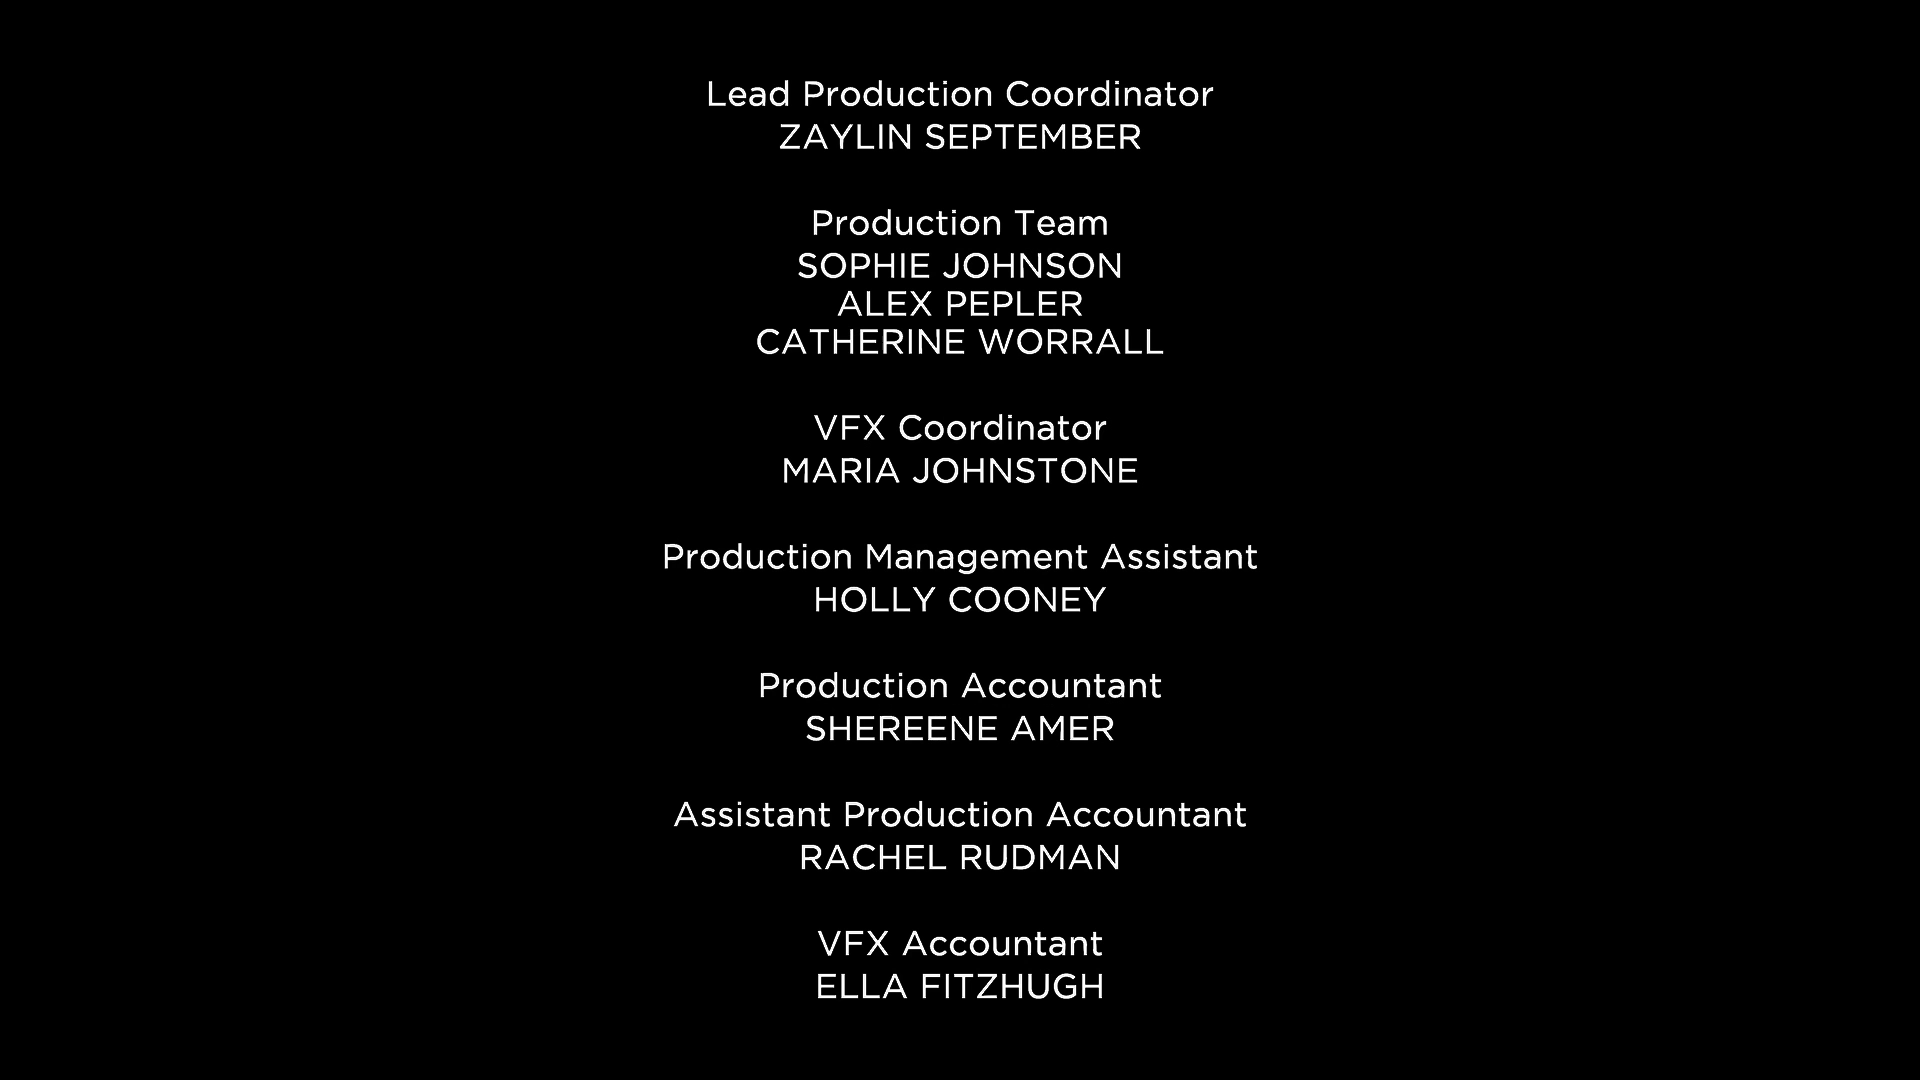 Lead Production Coordinator
ZAYLIN SEPTEMBER
Production Team
SOPHIE JOHNSON
ALEX PEPLER
CATHERINE WORRALL
VFX Coordinator
MARIA JOHNSTONE
Production Management Assistant
HOLLY COONEY
Production Accountant
SHEREENE AMER
Assistant Production Accountant
RACHEL RUDMAN
VFX Accountant
ELLA FITZHUGH